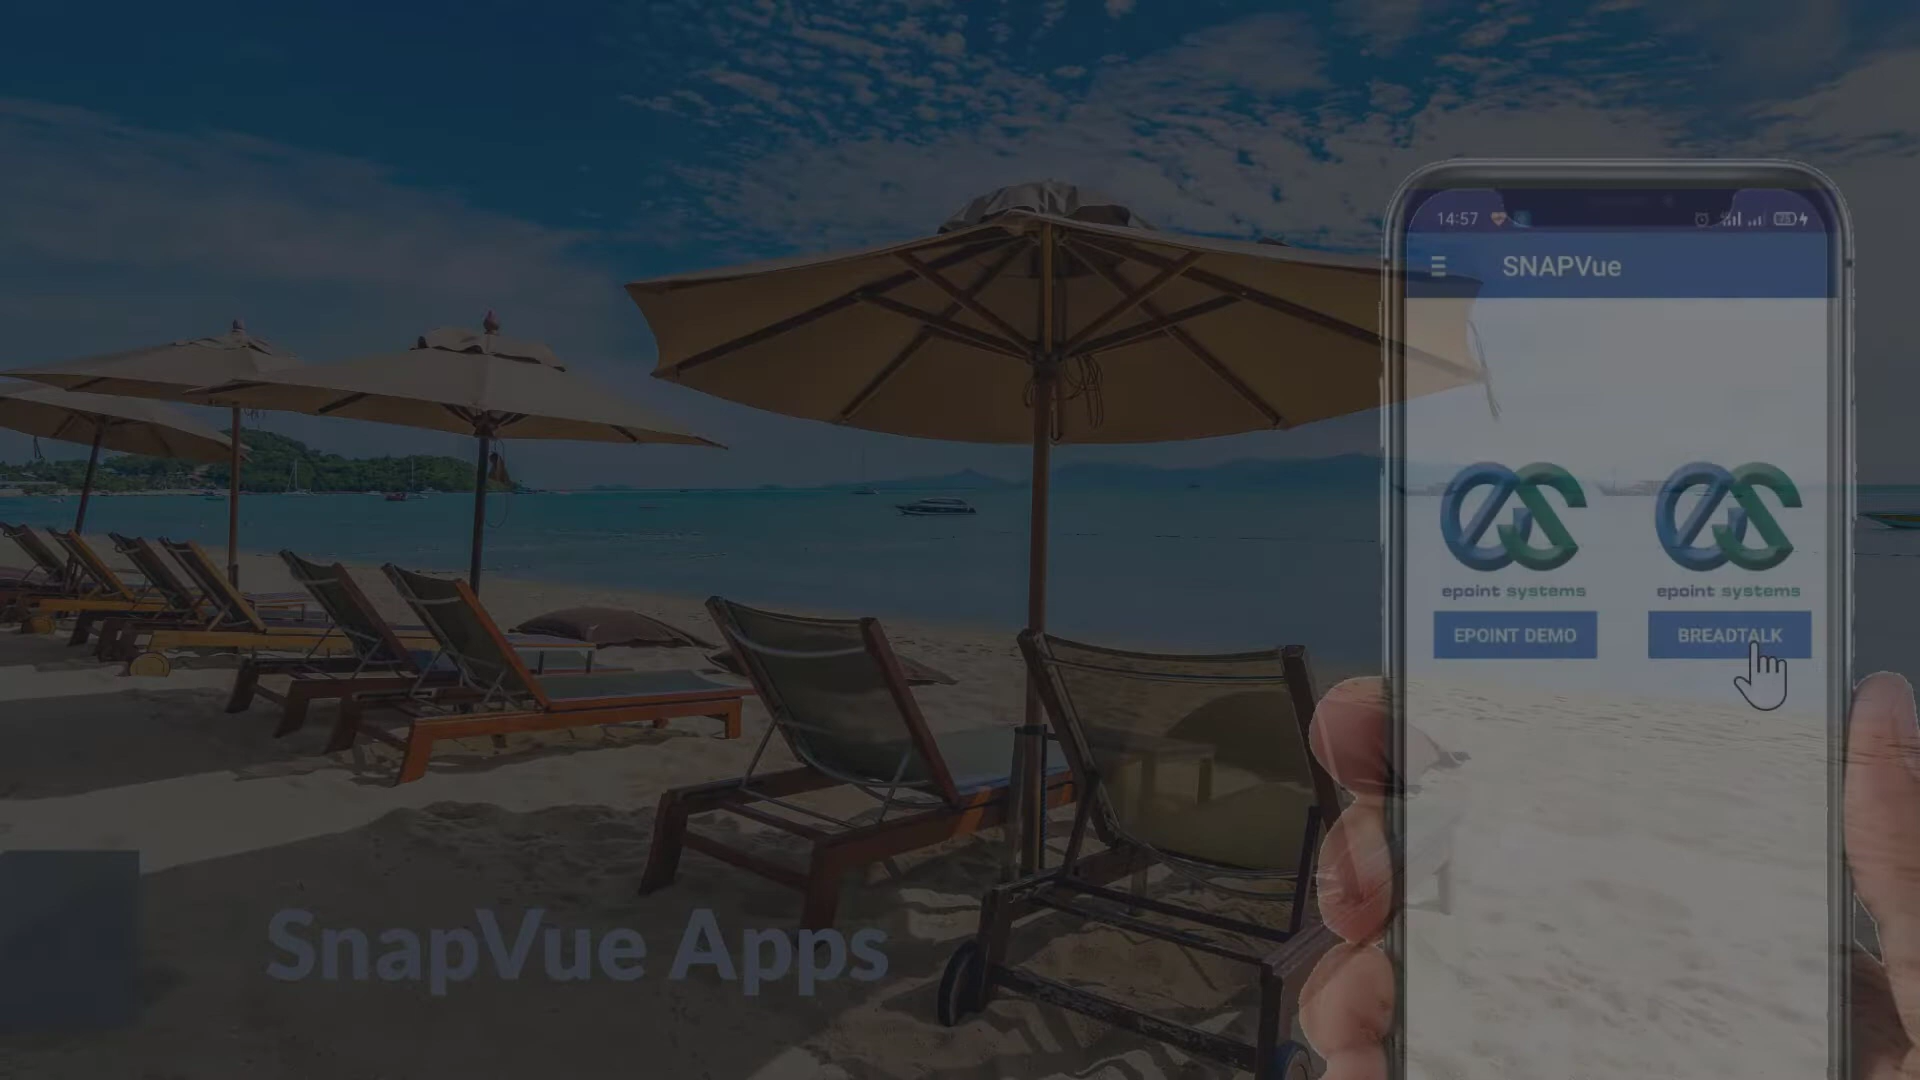 14:57
SNAPVue
epoint systems
epoint systems
EPOINT DEMO
BREADTALK
SnapVue Apps